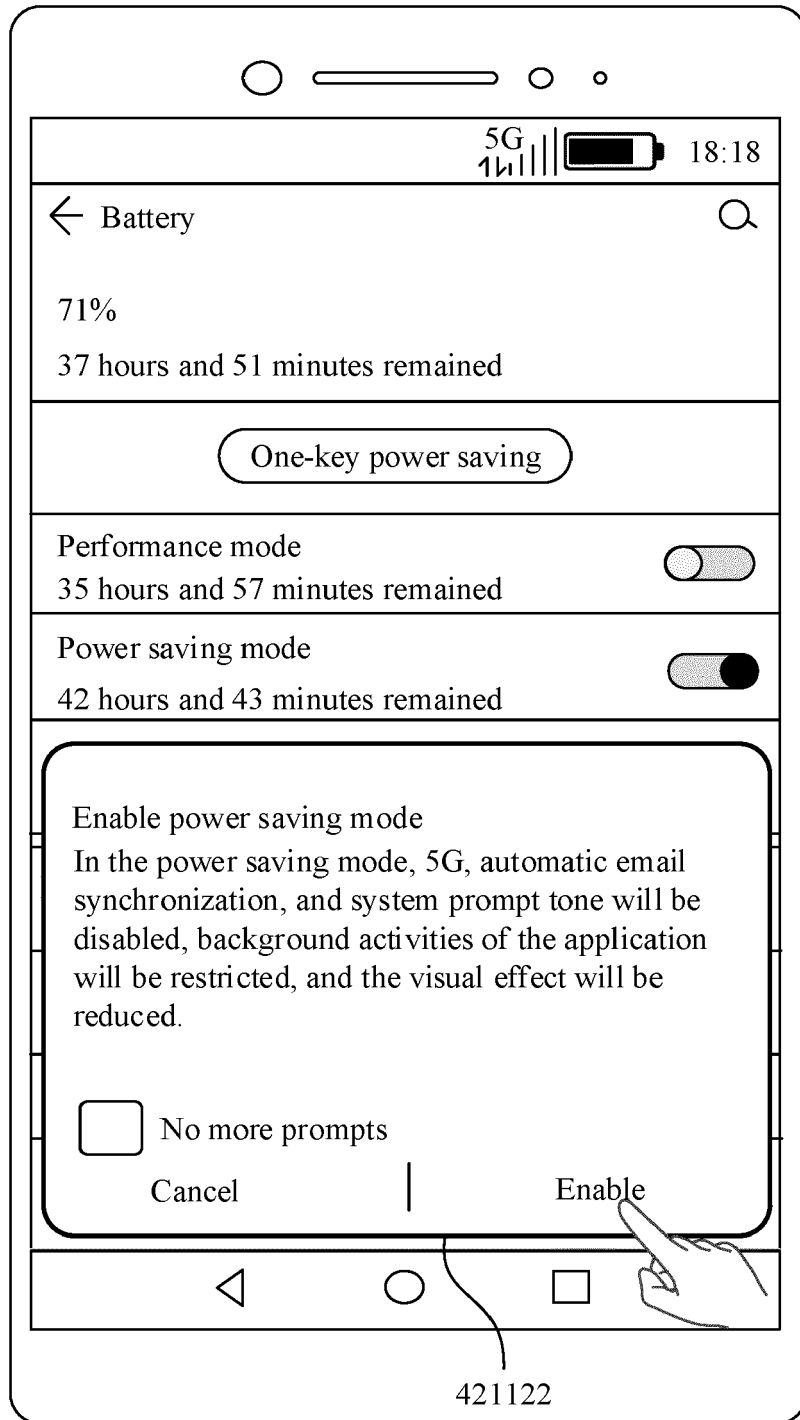 5G
18:18
Battery
71%
37 hours and 51 minutes remained
One-key power saving
Performance mode
35 hours and 57 minutes remained
Power saving mode
42 hours and 43 minutes remained
Enable power saving mode
In the power saving mode, 5G, automatic email
synchronization, and system prompt tone will be
disabled, background activities of the application
will be restricted, and the visual effect will be
reduced.
No more prompts
Cancel
Enable
421122